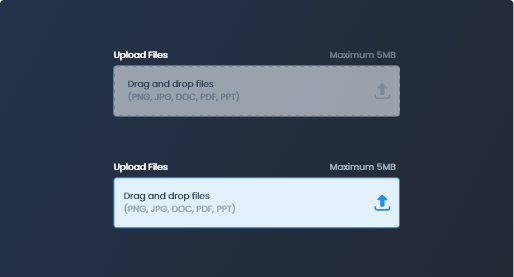 Upload Files Maximum 5MB
Drag and drop files
(PNG, JPG, DOC, PDF, PPT)
Upload Files Maximum 5MB
Drag and drop files
(PNG, JPG, DOC, PDF, PPT)